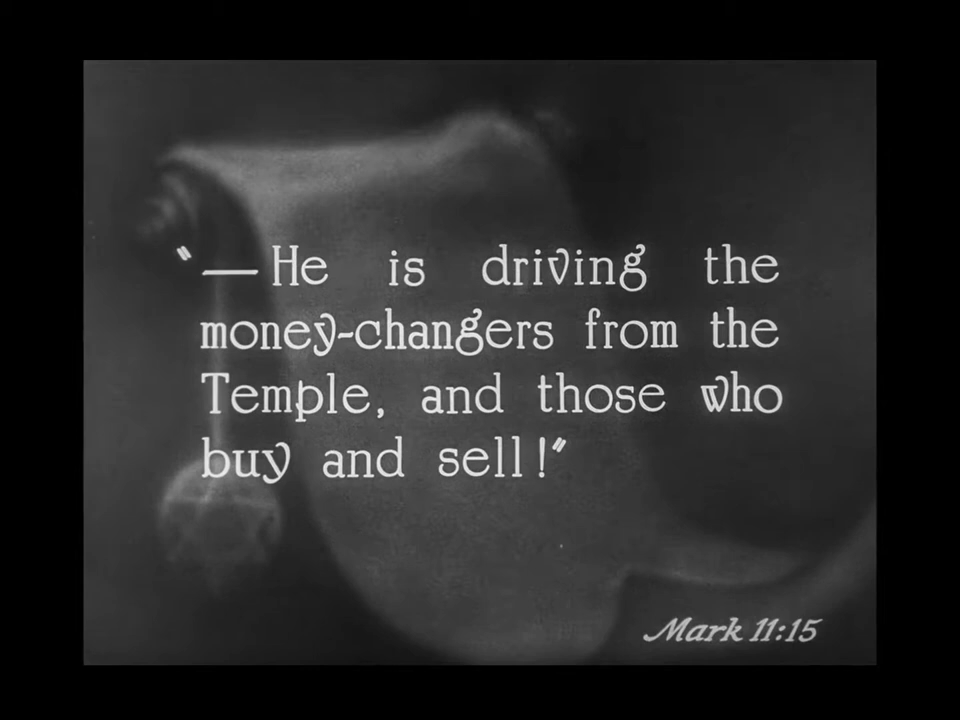 "—He is driving the
money-changers from the
Temple, and those who
buy and sell!"
Mark 11:15